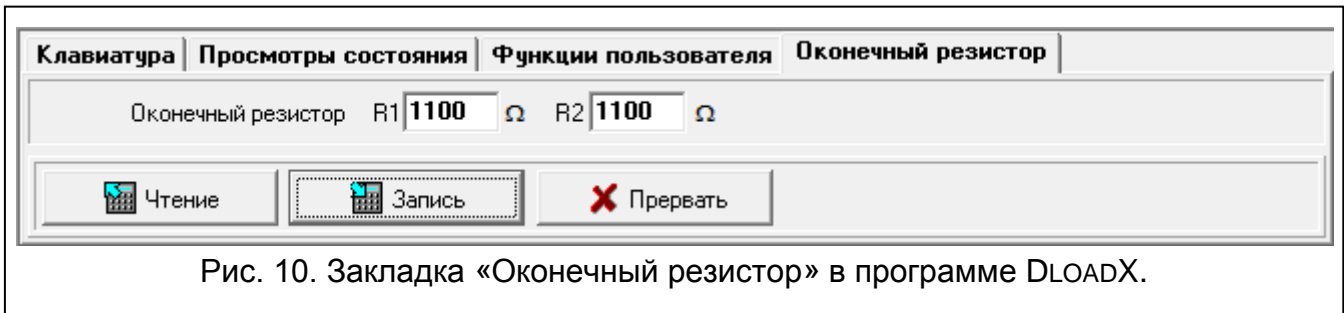 Клавиатура Просмотры состояния Функции пользователя Оконечный резистор
Оконечный резистор R1 1100 Ω R2 1100 Ω
Чтение Запись Прервать
Рис. 10. Закладка «Оконечный резистор» в программе DLOADX.